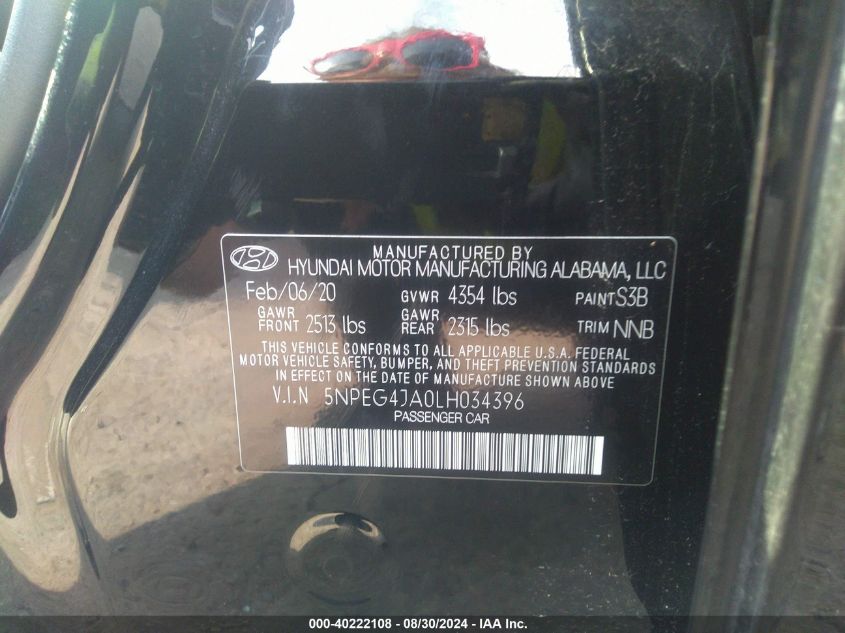 MANUFACTURED BY
HYUNDAI MOTOR MANUFACTURING ALABAMA, LLC
Feb/06/20 GVWR 4354 lbs PAINT S3B
GAWR FRONT 2513 lbs GAWR REAR 2315 lbs TRIM NNB
THIS VEHICLE CONFORMS TO ALL APPLICABLE U.S.A. FEDERAL
MOTOR VEHICLE SAFETY, BUMPER, AND THEFT PREVENTION STANDARDS
IN EFFECT ON THE DATE OF MANUFACTURE SHOWN ABOVE
V.I.N 5NPEG4JA0LH034396
PASSENGER CAR
000-40222108 - 08/30/2024 - IAA Inc.